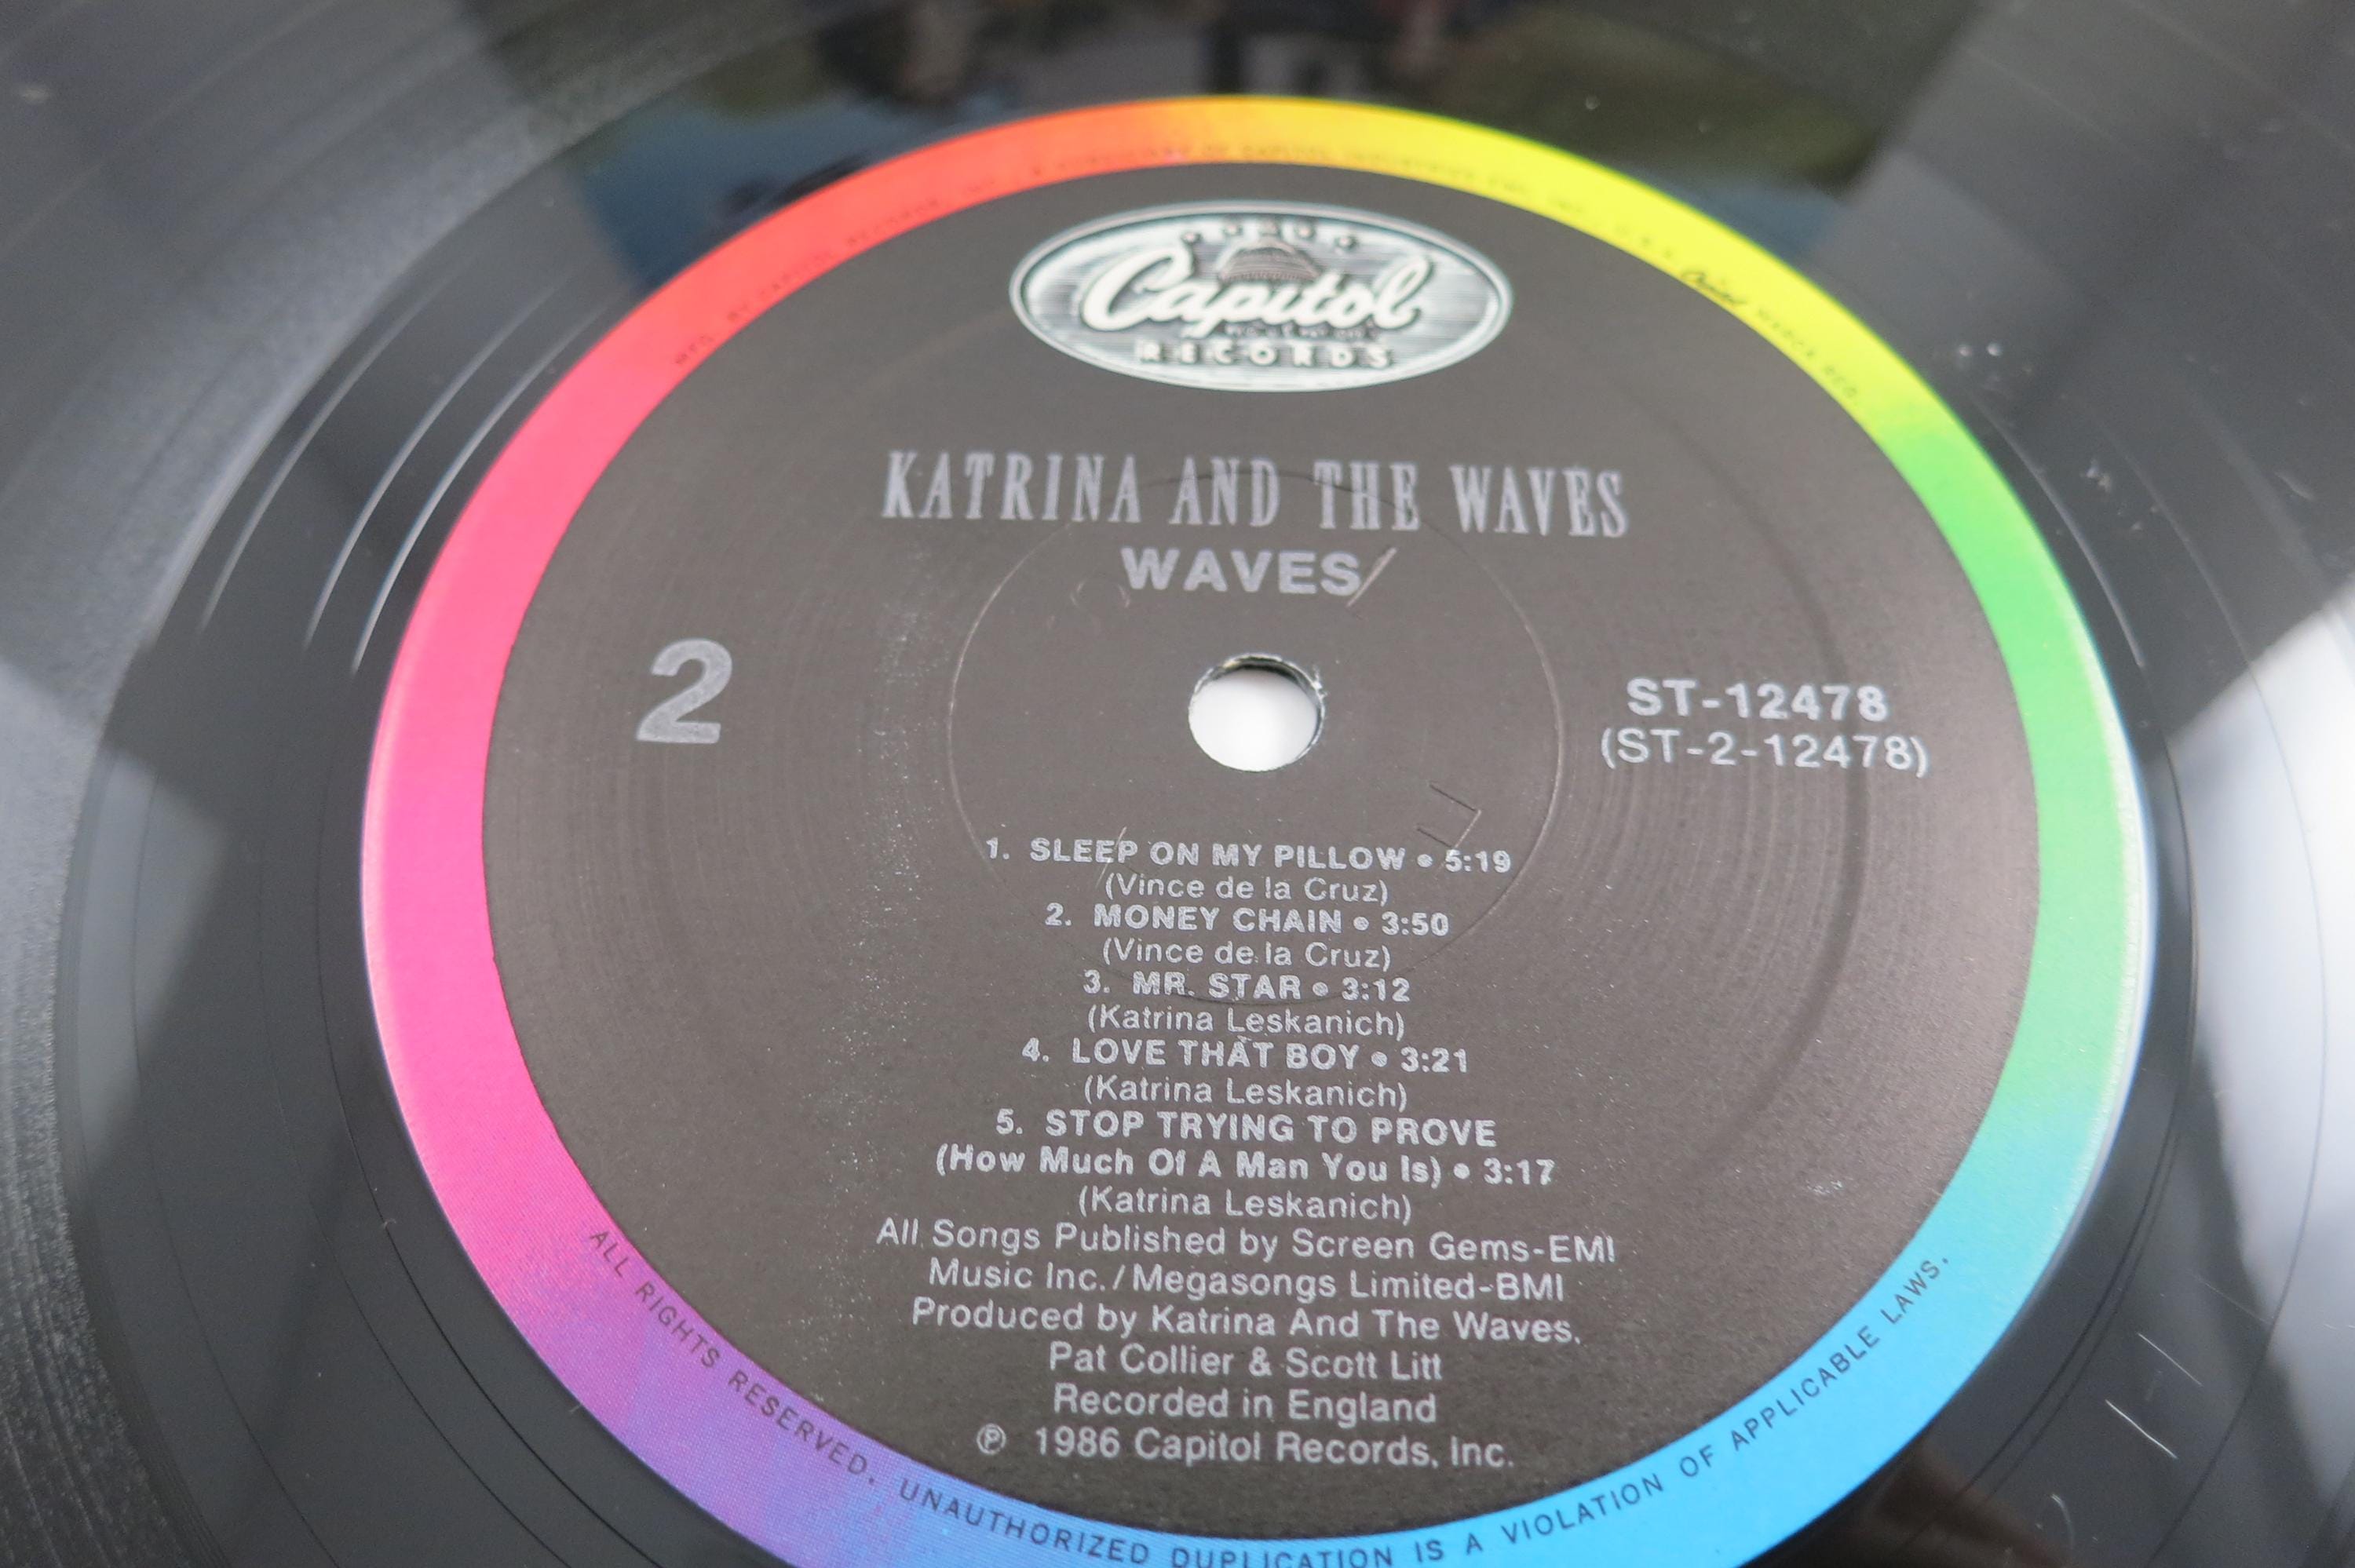 Capitol
RECORDS
KATRINA AND THE WAVES
WAVES
2
ST-12478
(ST-2-12478)
1. SLEEP ON MY PILLOW • 5:19
(Vince de la Cruz)
2. MONEY CHAIN • 3:50
(Vince de la Cruz)
3. MR. STAR • 3:12
(Katrina Leskanich)
4. LOVE THAT BOY • 3:21
(Katrina Leskanich)
5. STOP TRYING TO PROVE
(How Much Of A Man You Is) • 3:17
(Katrina Leskanich)
All Songs Published by Screen Gems-EMI
Music Inc./Megasongs Limited-BMI
Produced by Katrina And The Waves,
Pat Collier & Scott Litt
Recorded in England
℗ 1986 Capitol Records, Inc.
ALL RIGHTS RESERVED. UNAUTHORIZED DUPLICATION IS A VIOLATION OF APPLICABLE LAWS.